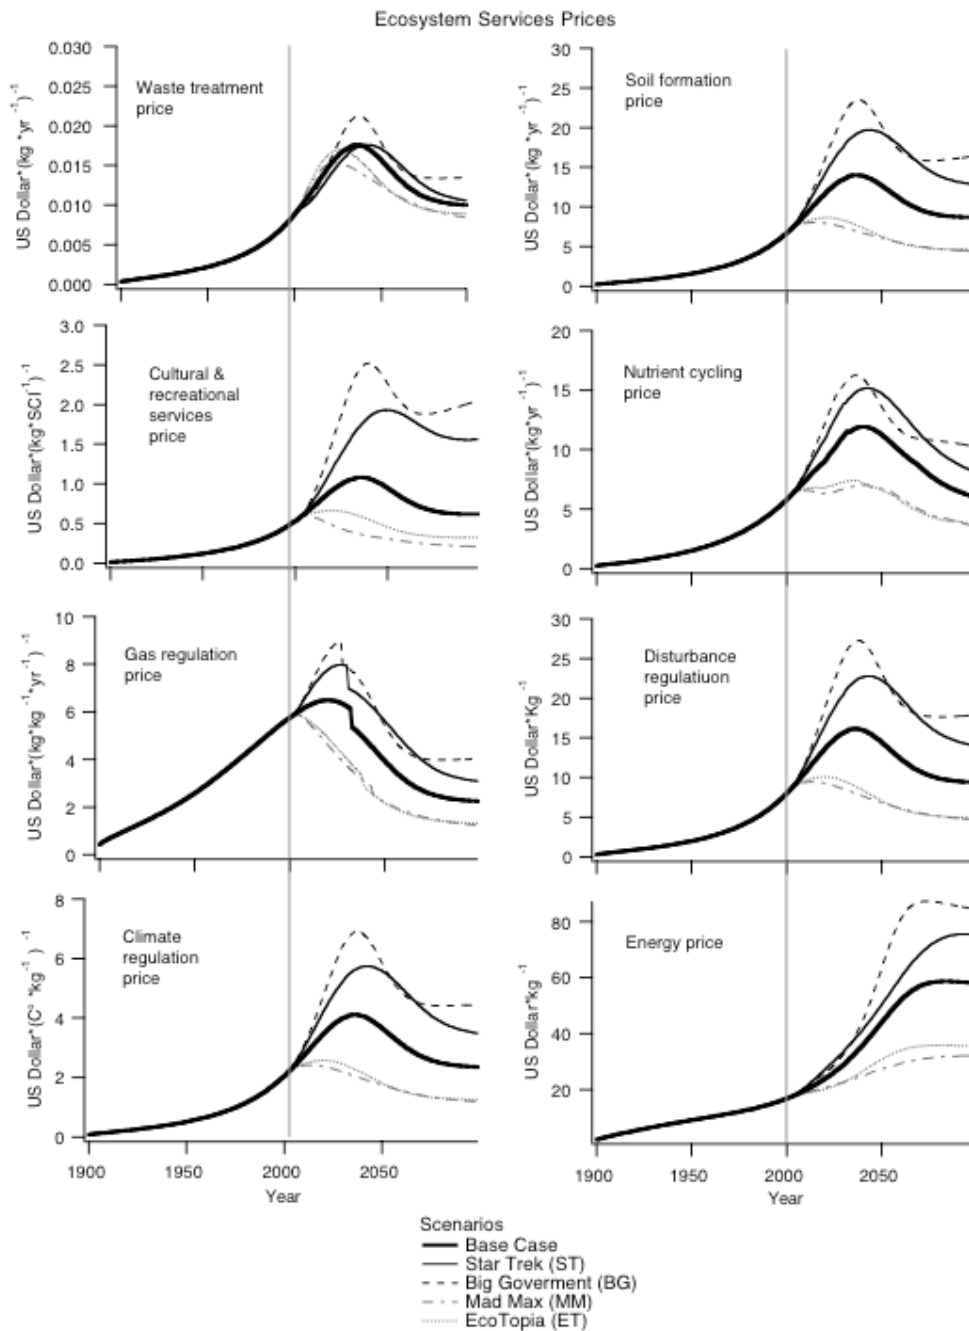 Ecosystem Services Prices
0.030
0.025
0.020
0.015
0.010
0.005
0.000
US Dollar*(kg *yr -1)-1
Waste treatment
price
30
25
20
15
10
5
0
US Dollar*(kg *yr -1)-1
Soil formation
price
3.0
2.5
2.0
1.5
1.0
0.5
0.0
US Dollar*(kg*SCI-1)-1
Cultural &
recreational
services
price
20
15
10
5
0
US Dollar*(kg*yr-1)-1
Nutrient cycling
price
10
8
6
4
2
0
US Dollar*(kg*kg-1*yr-1)-1
Gas regulation
price
30
25
20
15
10
5
0
US Dollar*Kg-1
Disturbance
regulatiuon
price
8
6
4
2
0
US Dollar*(C° *kg-1)-1
Climate
regulation
price
1900
1950
2000
2050
Year
80
60
40
20
US Dollar*kg-1
Energy price
1900
1950
2000
2050
Year
Scenarios
Base Case
Star Trek (ST)
Big Goverment (BG)
Mad Max (MM)
EcoTopia (ET)